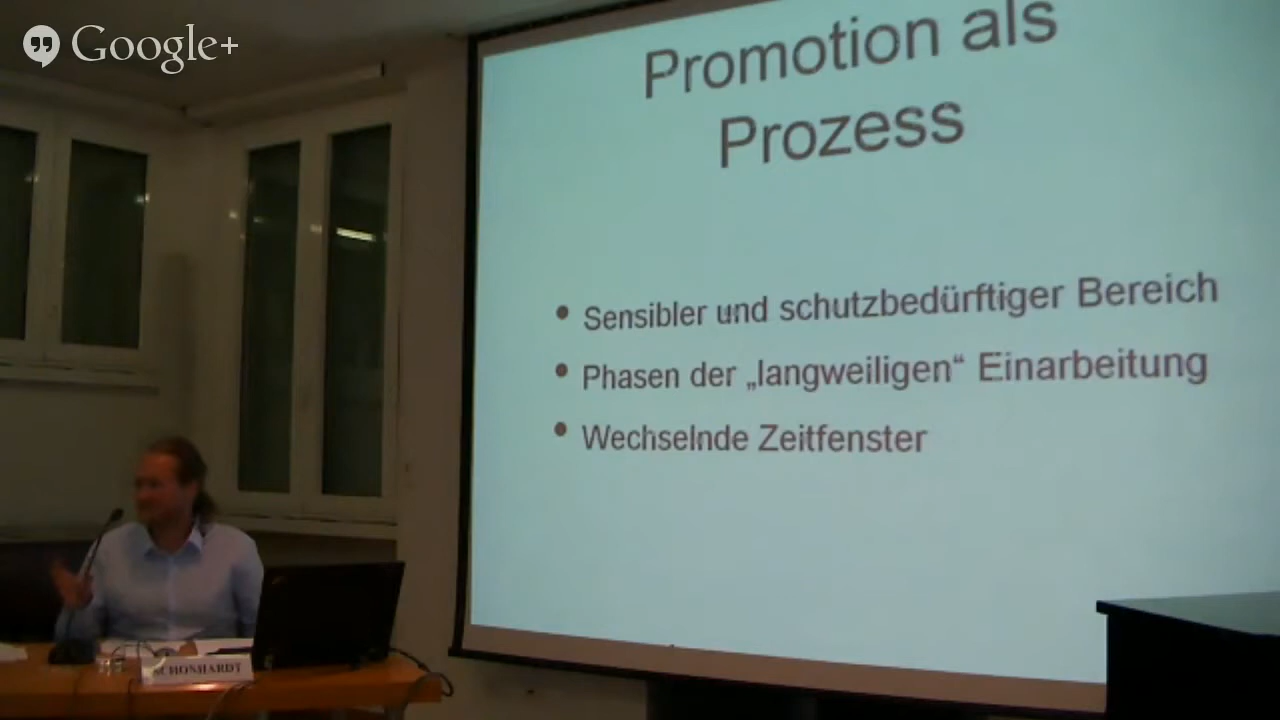 Google+
Promotion als
Prozess
• Sensibler und schutzbedürftiger Bereich
• Phasen der „langweiligen“ Einarbeitung
• Wechselnde Zeitfenster
SCHONHARDT